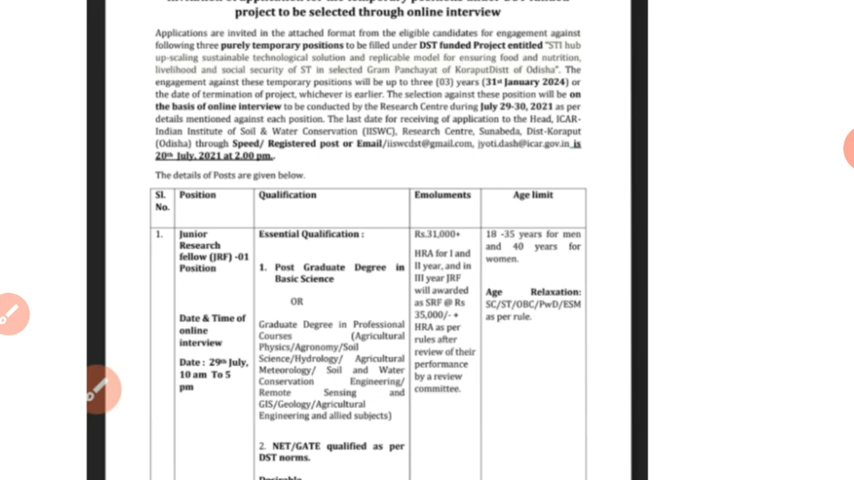 project to be selected through online interview
Applications are invited in the attached format from the eligible candidates for engagement against
following three purely temporary positions to be filled under DST funded Project entitled "STI hub
up-scaling sustainable technological solution and replicable model for ensuring food and nutrition,
livelihood and social security of ST in selected Gram Panchayat of KoraputDistt of Odisha". The
engagement against these temporary positions will be up to three (03) years (31st January 2024) or
the date of termination of project, whichever is earlier. The selection against these position will be on
the basis of online interview to be conducted by the Research Centre during July 29-30, 2021 as per
details mentioned against each position. The last date for receiving of application to the Head, ICAR-
Indian Institute of Soil & Water Conservation (IISWC), Research Centre, Sunabeda, Dist-Koraput
(Odisha) through Speed/ Registered post or Email/iiswcdst@gmail.com, jyoti.dash@icar.gov.in is
20th July, 2021 at 2.00 pm.
The details of Posts are given below.
Sl. No.
Position
Qualification
Emoluments
Age limit
1.
Junior
Research
fellow (JRF) -01
Position
Date & Time of
online
interview
Date : 29th July,
10 am To 5
pm
Essential Qualification :
1. Post Graduate Degree in
Basic Science
OR
Graduate Degree in Professional
Courses (Agricultural
Physics/Agronomy/Soil
Science/Hydrology/ Agricultural
Meteorology/ Soil and Water
Conservation Engineering/
Remote Sensing and
GIS/Geology/Agricultural
Engineering and allied subjects)
2. NET/GATE qualified as per
DST norms.
Rs.31,000+
HRA for I and
II year, and in
III year JRF
will awarded
as SRF @ Rs
35,000/- +
HRA as per
rules after
review of their
performance
by a review
committee.
18 -35 years for men
and 40 years for
women.
Age Relaxation:
SC/ST/OBC/PwD/ESM
as per rule.